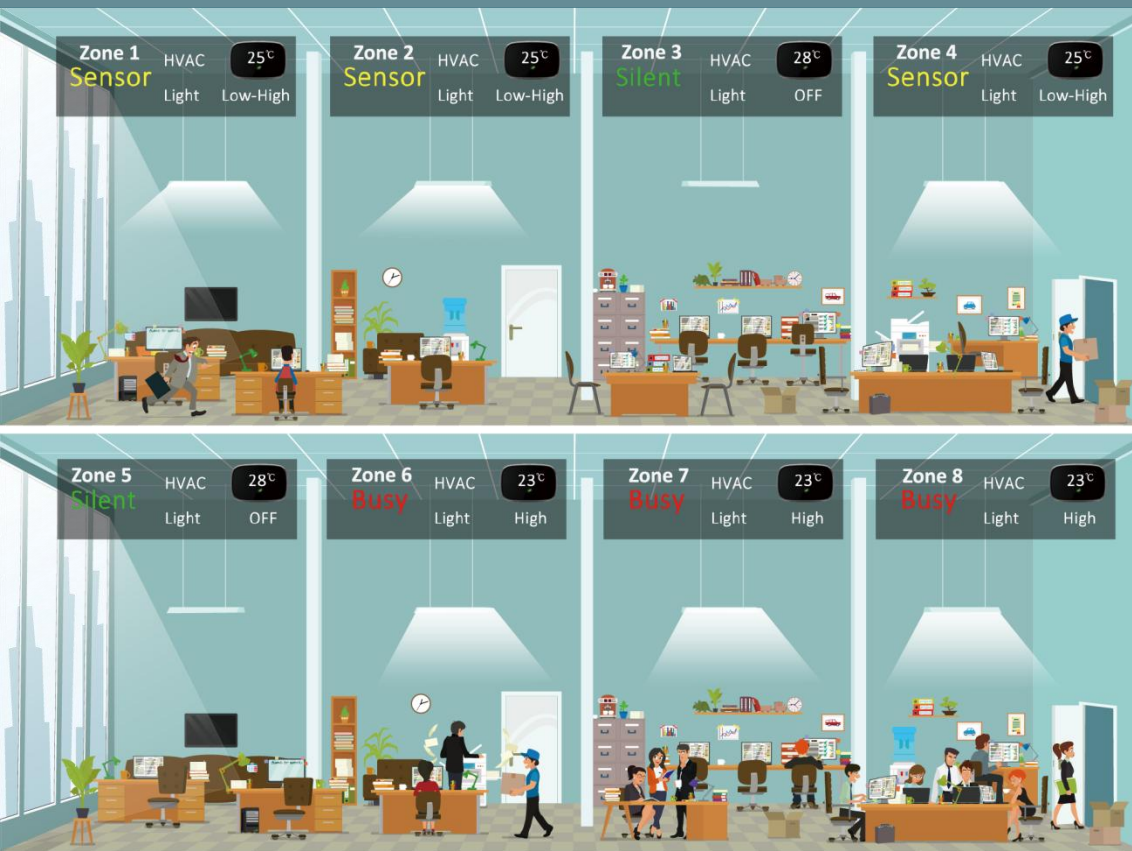 Zone 1
Sensor
HVAC 25℃
Light Low-High
Zone 2
Sensor
HVAC 25℃
Light Low-High
Zone 3
Silent
HVAC 28℃
Light OFF
Zone 4
Sensor
HVAC 25℃
Light Low-High
Zone 5
Silent
HVAC 28℃
Light OFF
Zone 6
Busy
HVAC 23℃
Light High
Zone 7
Busy
HVAC 23℃
Light High
Zone 8
Busy
HVAC 23℃
Light High